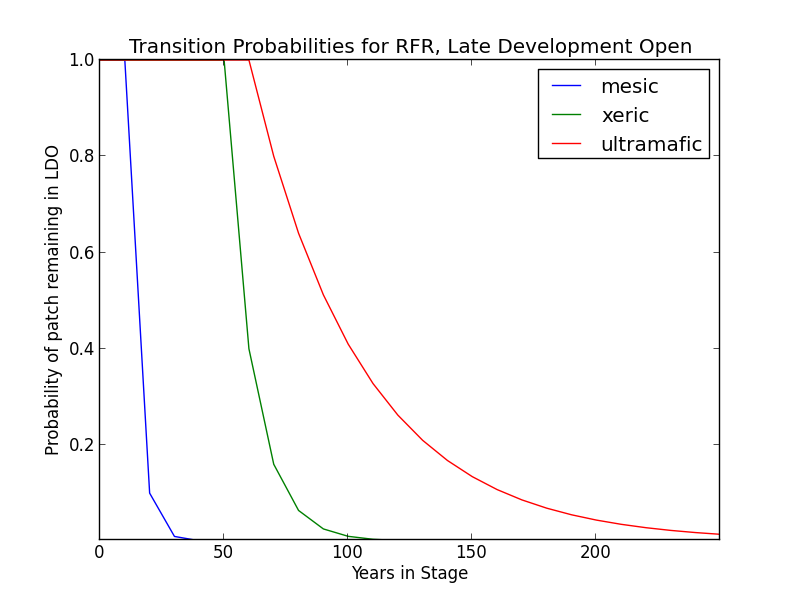 Transition Probabilities for RFR, Late Development Open
1.0
0.8
0.6
0.4
0.2
Probability of patch remaining in LDO
mesic
xeric
ultramafic
0
50
100
150
200
Years in Stage